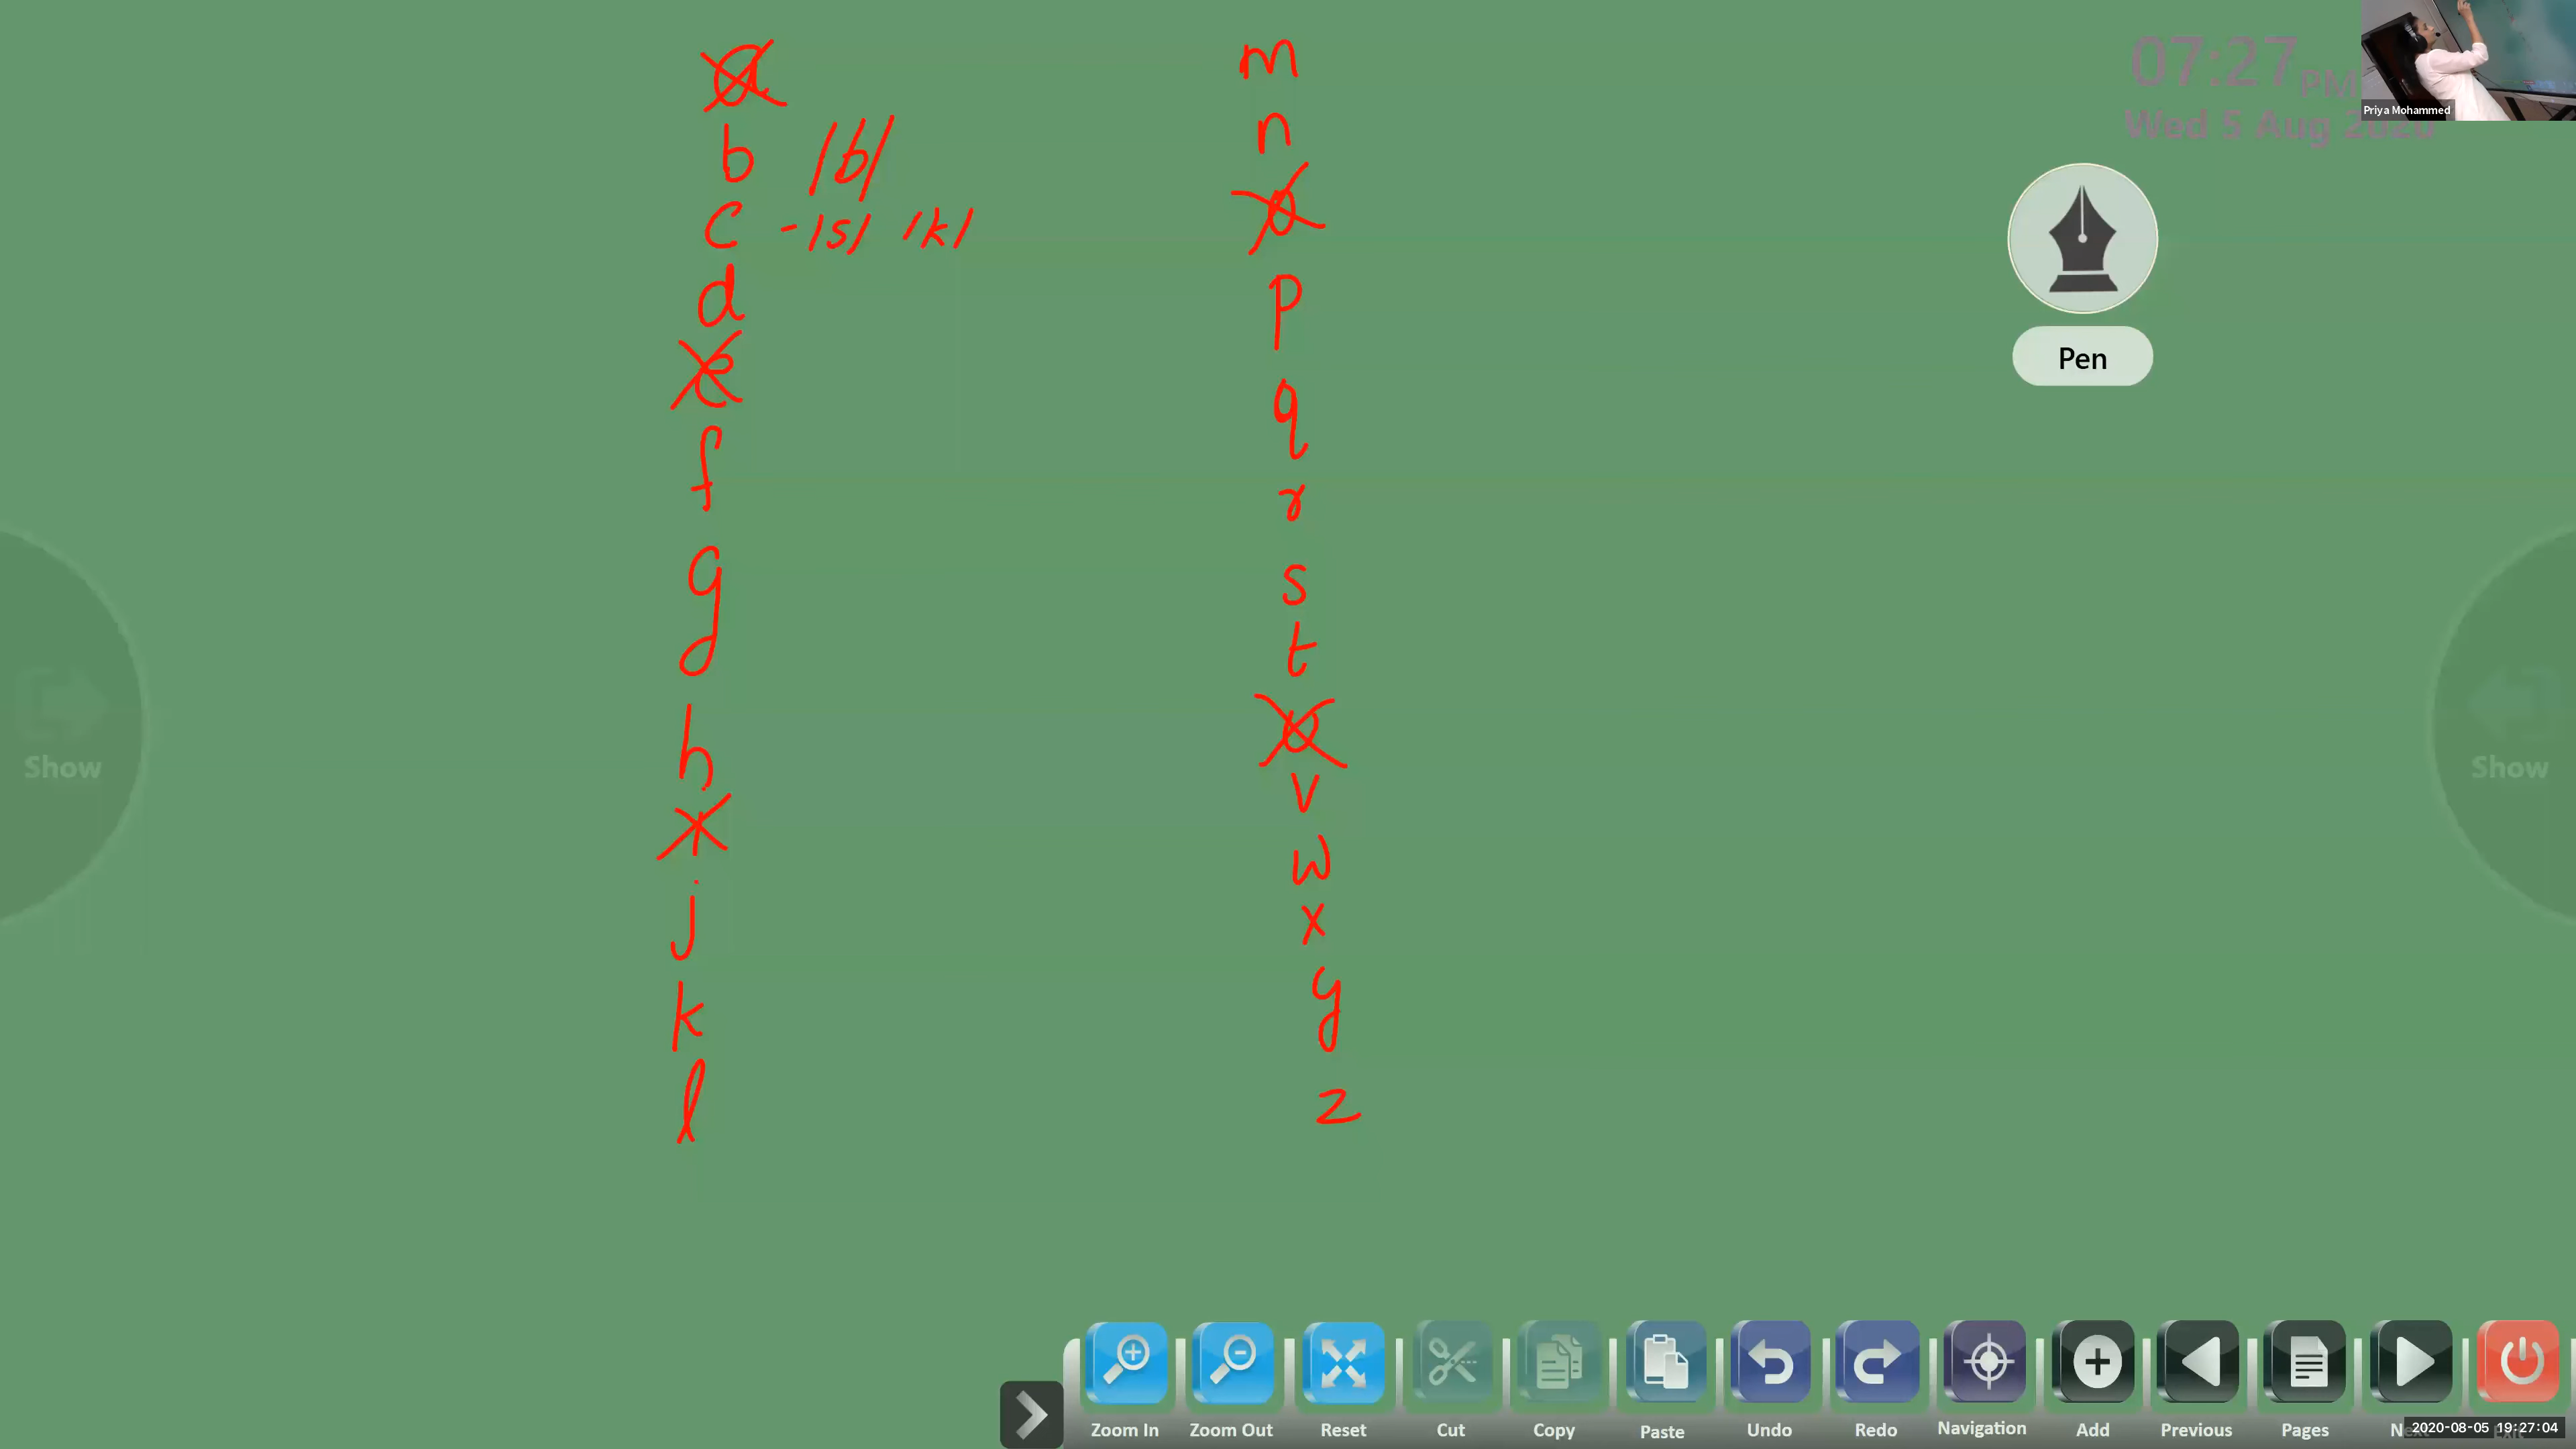 a
b /b/
c - /s/ /k/
d
e
f
g
h
i
j
k
l
m
n
o
p
q
r
s
t
u
v
w
x
y
z
07:27 PM
Wed 5 Aug 2020
Priya Mohammed
Pen
Show
Show
Zoom In
Zoom Out
Reset
Cut
Copy
Paste
Undo
Redo
Navigation
Add
Previous
Pages
2020-08-05 19:27:04